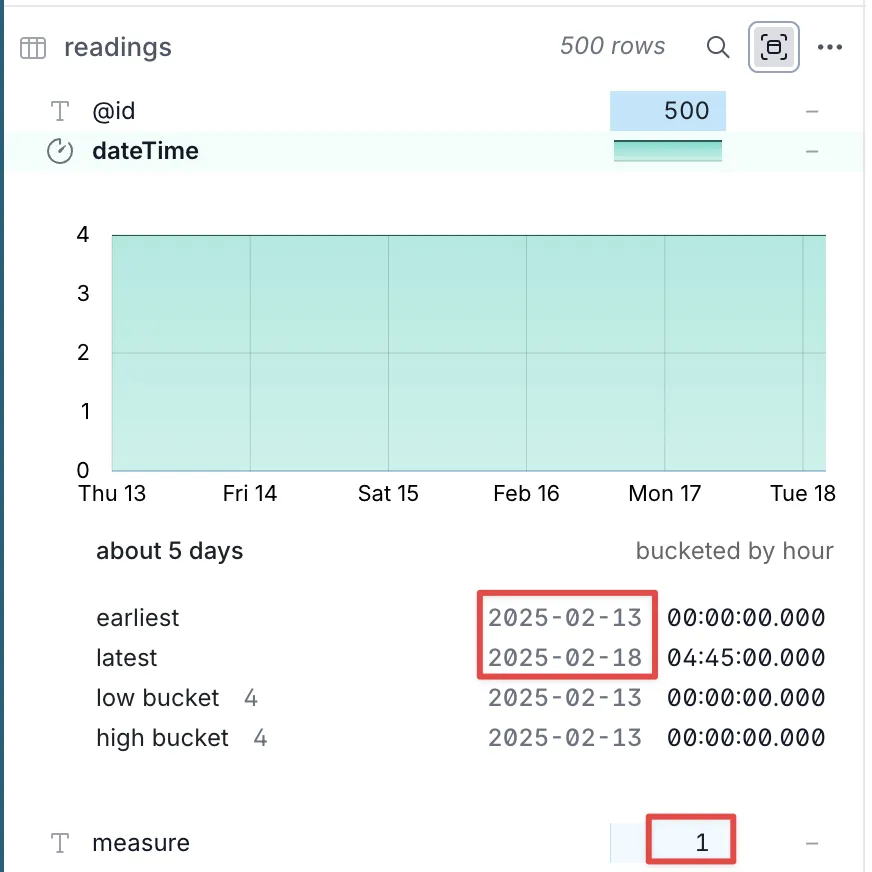 readings 500 rows
@id 500 –
dateTime –
4
3
2
1
0
Thu 13 Fri 14 Sat 15 Feb 16 Mon 17 Tue 18
about 5 days bucketed by hour
earliest 2025-02-13 00:00:00.000
latest 2025-02-18 04:45:00.000
low bucket 4 2025-02-13 00:00:00.000
high bucket 4 2025-02-13 00:00:00.000
measure 1 –